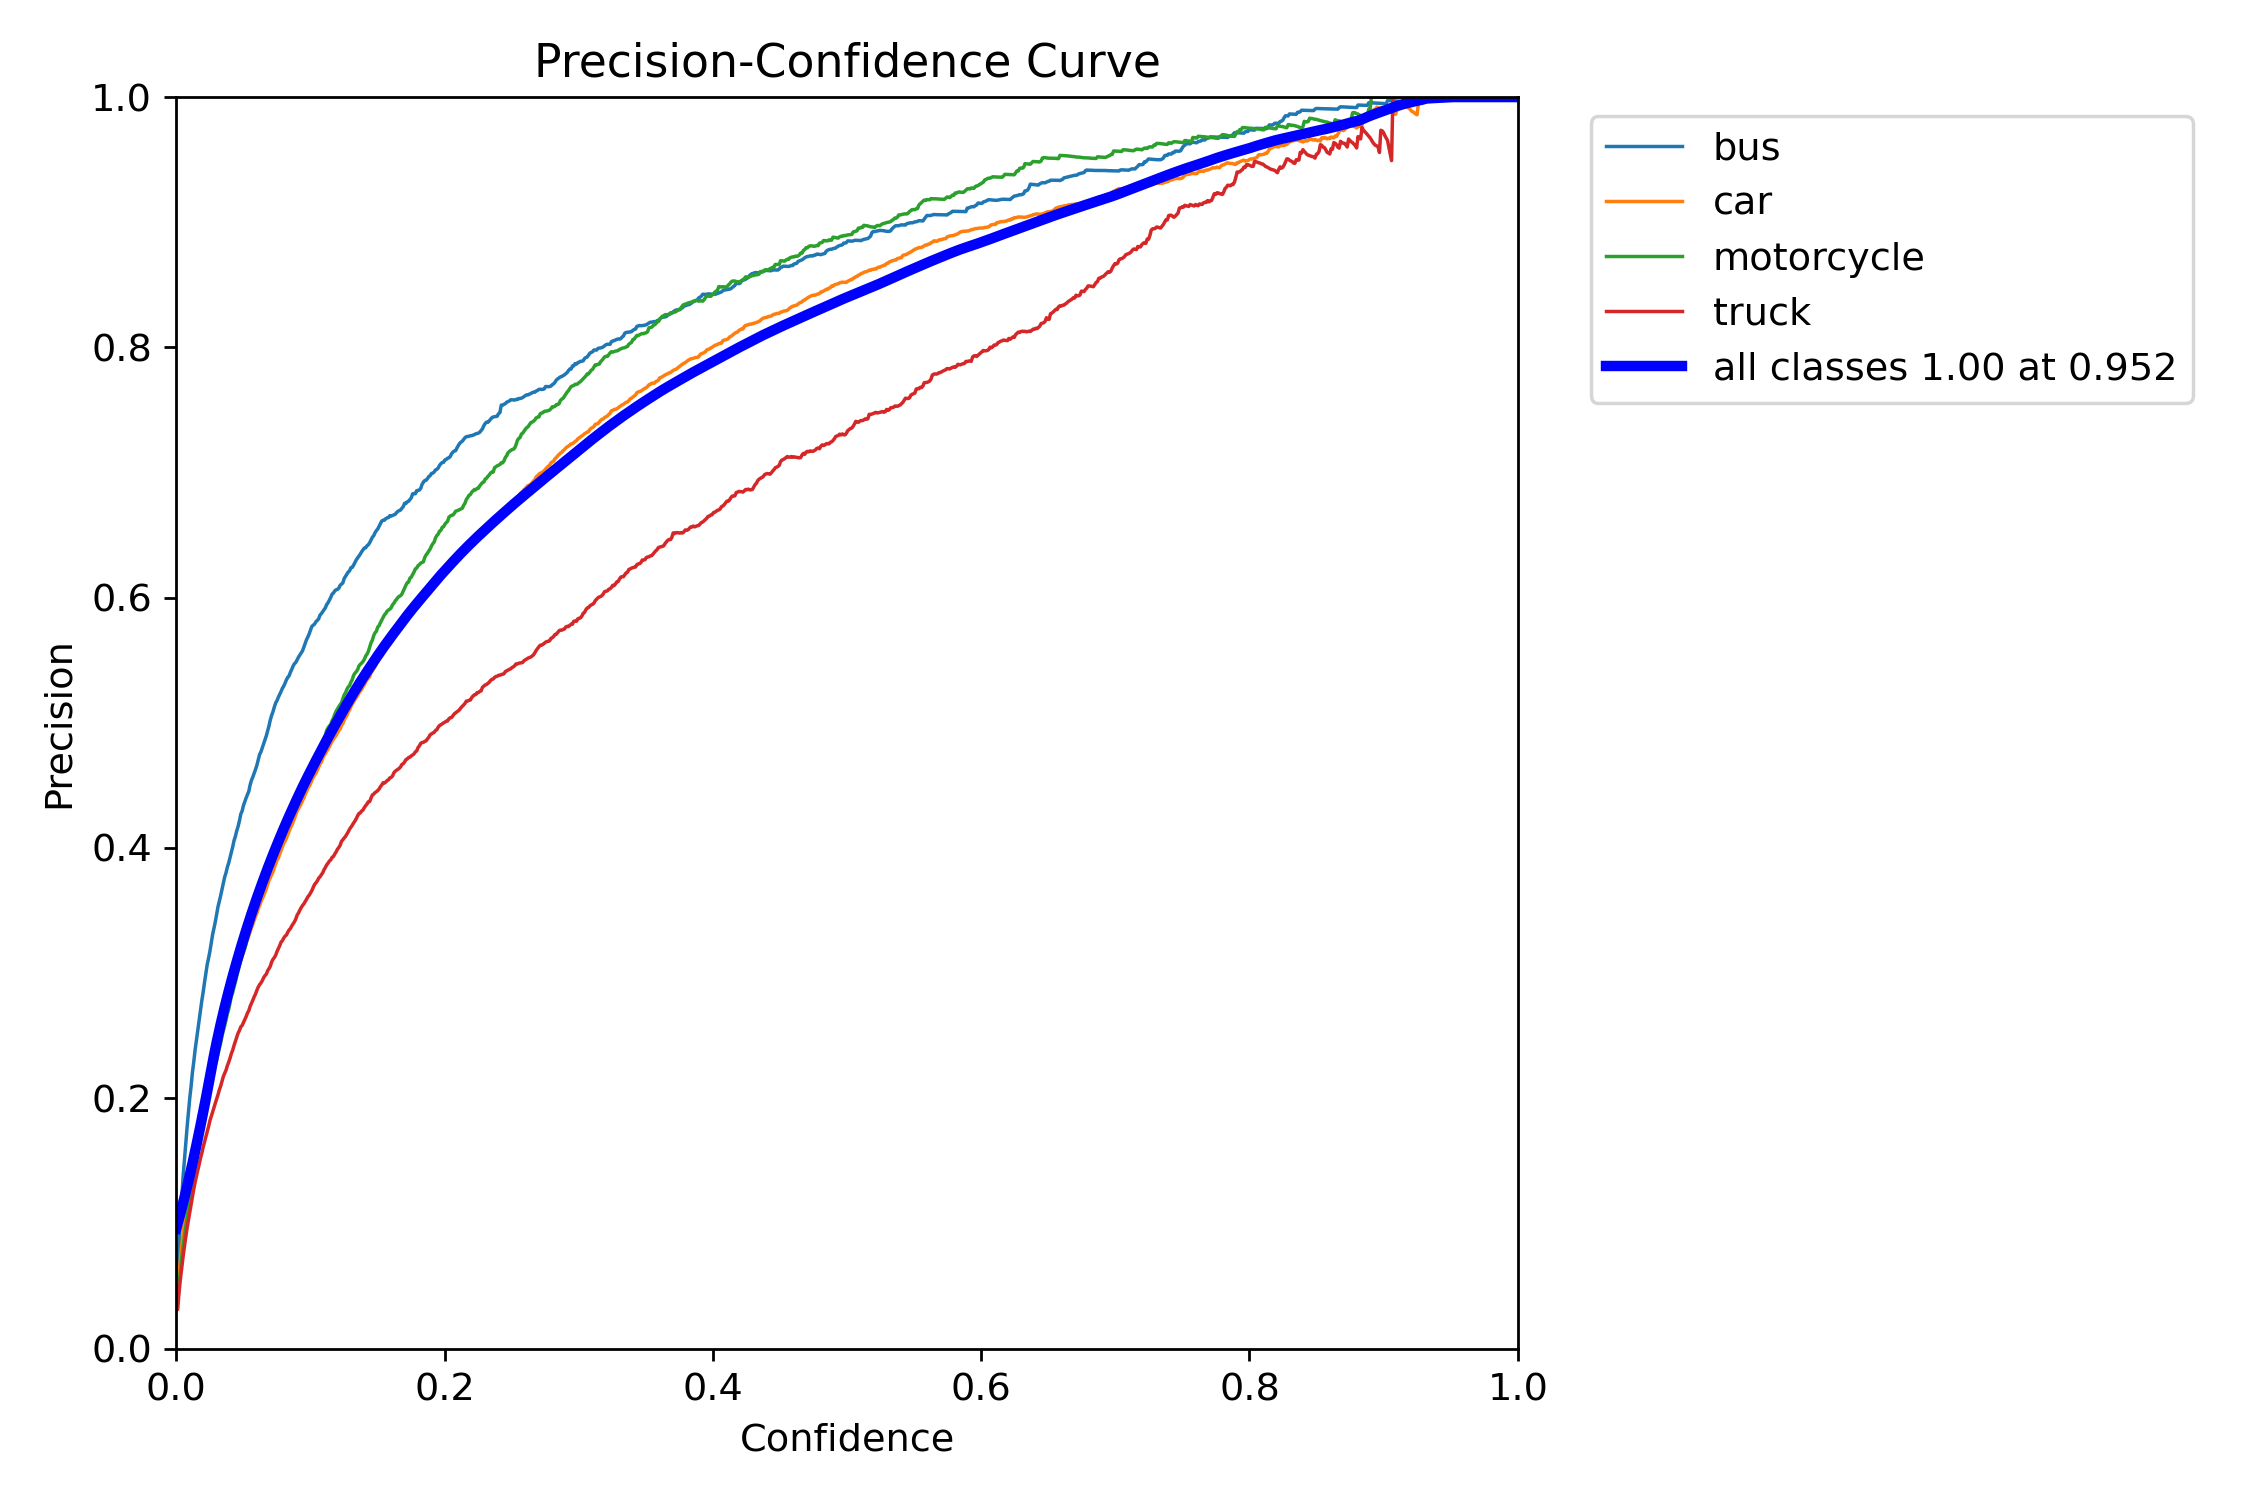 Precision-Confidence Curve
1.0
0.8
0.6
0.4
0.2
0.0
Precision
0.0 0.2 0.4 0.6 0.8 1.0
Confidence
bus
car
motorcycle
truck
all classes 1.00 at 0.952